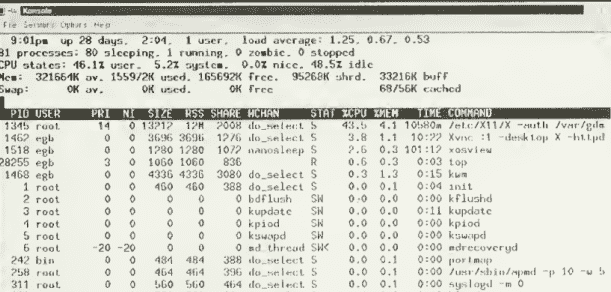 Konsole
File Sessions Options Help
9:01pm up 28 days, 2:04, 1 user, load average: 1.25, 0.67, 0.53
81 processes: 80 sleeping, 1 running, 0 zombie, 0 stopped
CPU states: 46.1% user, 5.2% system, 0.0% nice, 48.5% idle
Mem: 321664K av, 155972K used, 165692K free, 95268K shrd, 33216K buff
Swap: 0K av, 0K used, 0K free 68756K cached
PID USER PRI NI SIZE RSS SHARE WCHAN STAT %CPU %MEM TIME COMMAND
1345 root 14 0 13212 12M 2008 do_select S 43.5 4.1 10580m /etc/X11/X -auth /var/gdm
1462 egb 0 0 3696 3696 1276 do_select S 3.8 1.1 10:22 Xvnc :1 -desktop X -httpd
1518 egb 0 0 1280 1280 1072 nanosleep S 2.6 0.3 101:12 xosview
28255 egb 3 0 1060 1060 836 R 0.6 0.3 0:03 top
1468 egb 0 0 4336 4336 3080 do_select S 0.3 1.3 0:15 kwm
1 root 0 0 460 460 388 do_select S 0.0 0.1 0:04 init
2 root 0 0 0 0 0 bdflush SW 0.0 0.0 0:00 kflushd
3 root 0 0 0 0 0 kupdate SW 0.0 0.0 0:11 kupdate
4 root 0 0 0 0 0 kpiod SW 0.0 0.0 0:00 kpiod
5 root 0 0 0 0 0 kswapd SW 0.0 0.0 0:00 kswapd
6 root -20 -20 0 0 0 md_thread SW< 0.0 0.0 0:00 mdrecoveryd
242 bin 0 0 484 484 388 do_select S 0.0 0.1 0:00 portmap
258 root 0 0 464 464 396 do_select S 0.0 0.1 0:00 /usr/sbin/apmd -p 10 -w 5
311 root 0 0 560 560 464 do_select S 0.0 0.1 0:00 syslogd -m 0